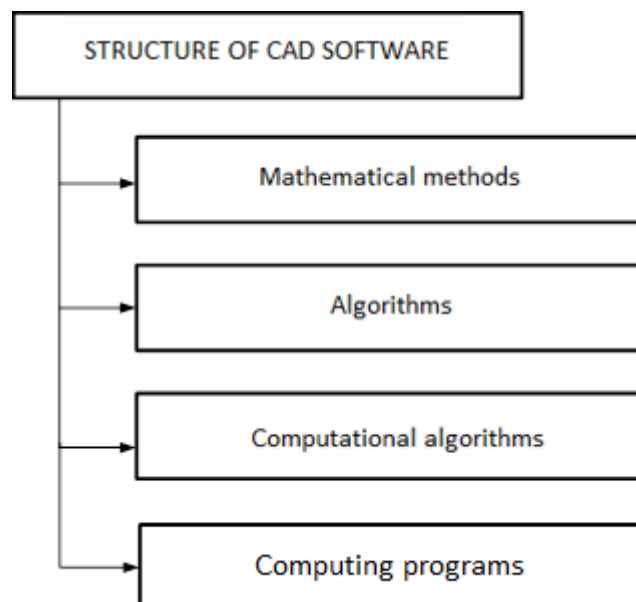 STRUCTURE OF CAD SOFTWARE
Mathematical methods
Algorithms
Computational algorithms
Computing programs